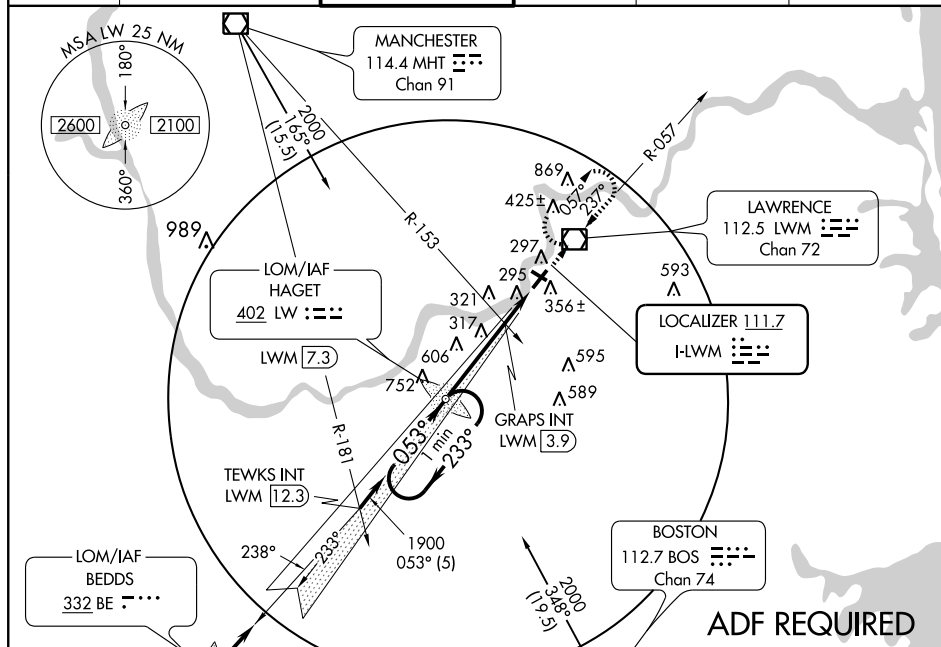 MSA LW 25 NM
180°
2600
2100
360°
MANCHESTER
114.4 MHT
Chan 91
2000
165°
(15.5)
R-153
R-057
869
425±
057°
237°
LAWRENCE
112.5 LWM
Chan 72
989
297
593
LOM/IAF
HAGET
402 LW
295
321
356±
LOCALIZER 111.7
I-LWM
317
LWM 7.3
606
595
752
589
R-181
053°
1 min
233°
GRAPS INT
LWM 3.9
TEWKS INT
LWM 12.3
238°
233°
1900
053° (5)
LOM/IAF
BEDDS
332 BE
2000
348°
(19.5)
BOSTON
112.7 BOS
Chan 74
ADF REQUIRED